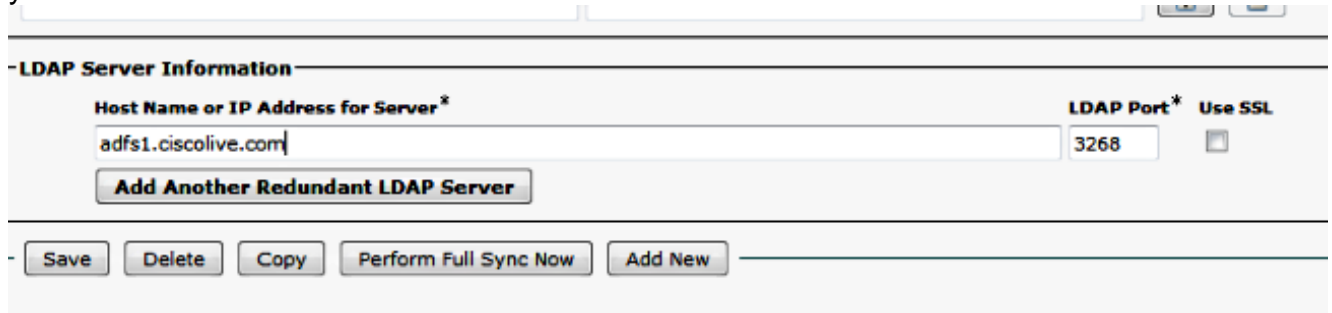 LDAP Server Information
Host Name or IP Address for Server* LDAP Port* Use SSL
adfs1.ciscolive.com 3268
Add Another Redundant LDAP Server
Save Delete Copy Perform Full Sync Now Add New